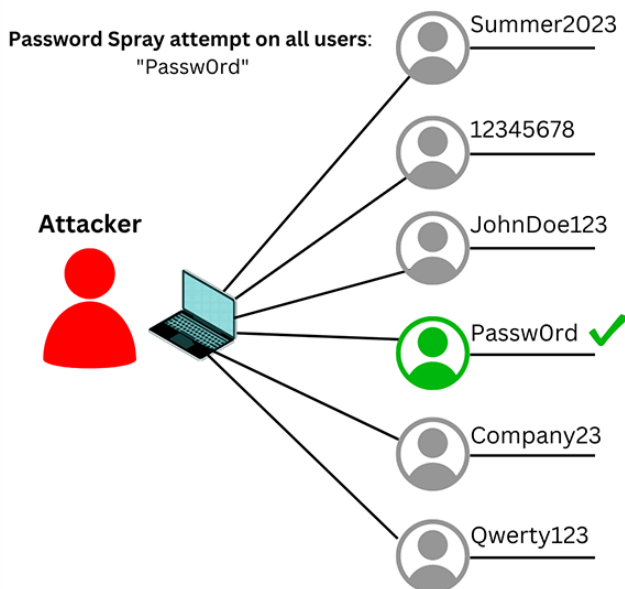 Password Spray attempt on all users:
"Passw0rd"
Summer2023
12345678
JohnDoe123
Attacker
Passw0rd
Company23
Qwerty123